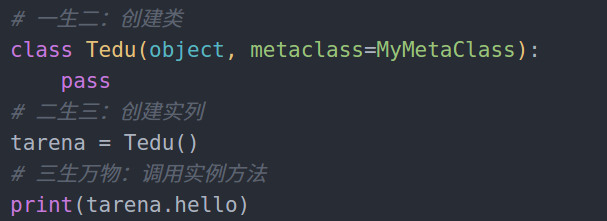 # 一生二：创建类
class Tedu(object, metaclass=MyMetaClass):
    pass
# 二生三：创建实列
tarena = Tedu()
# 三生万物：调用实例方法
print(tarena.hello)